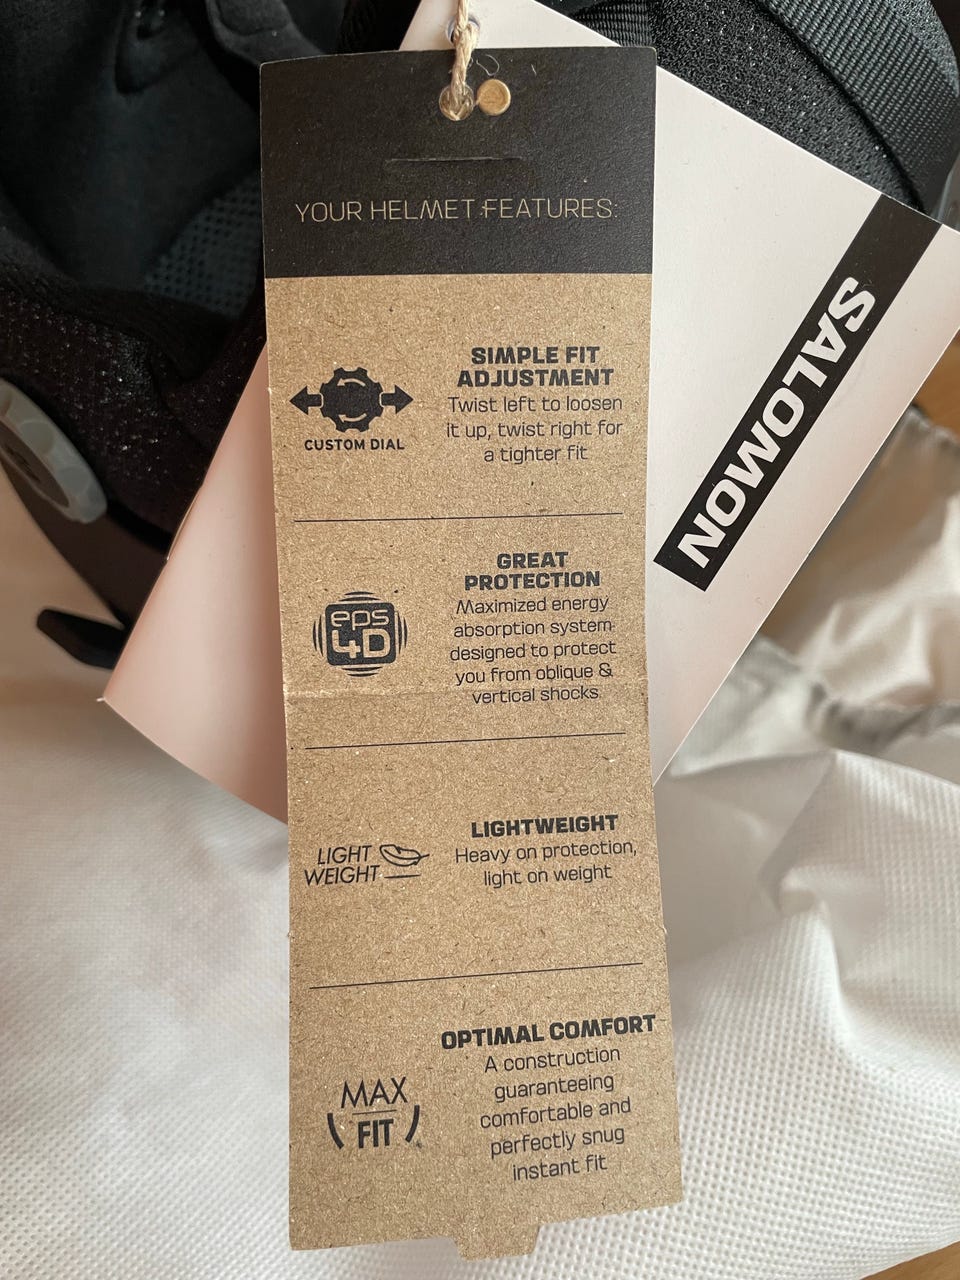 YOUR HELMET FEATURES:
CUSTOM DIAL
SIMPLE FIT
ADJUSTMENT
Twist left to loosen
it up, twist right for
a tighter fit
eps
4D
GREAT
PROTECTION
Maximized energy
absorption system
designed to protect
you from oblique &
vertical shocks
LIGHT
WEIGHT
LIGHTWEIGHT
Heavy on protection,
light on weight
MAX
FIT
OPTIMAL COMFORT
A construction
guaranteeing
comfortable and
perfectly snug
instant fit
SALOMON